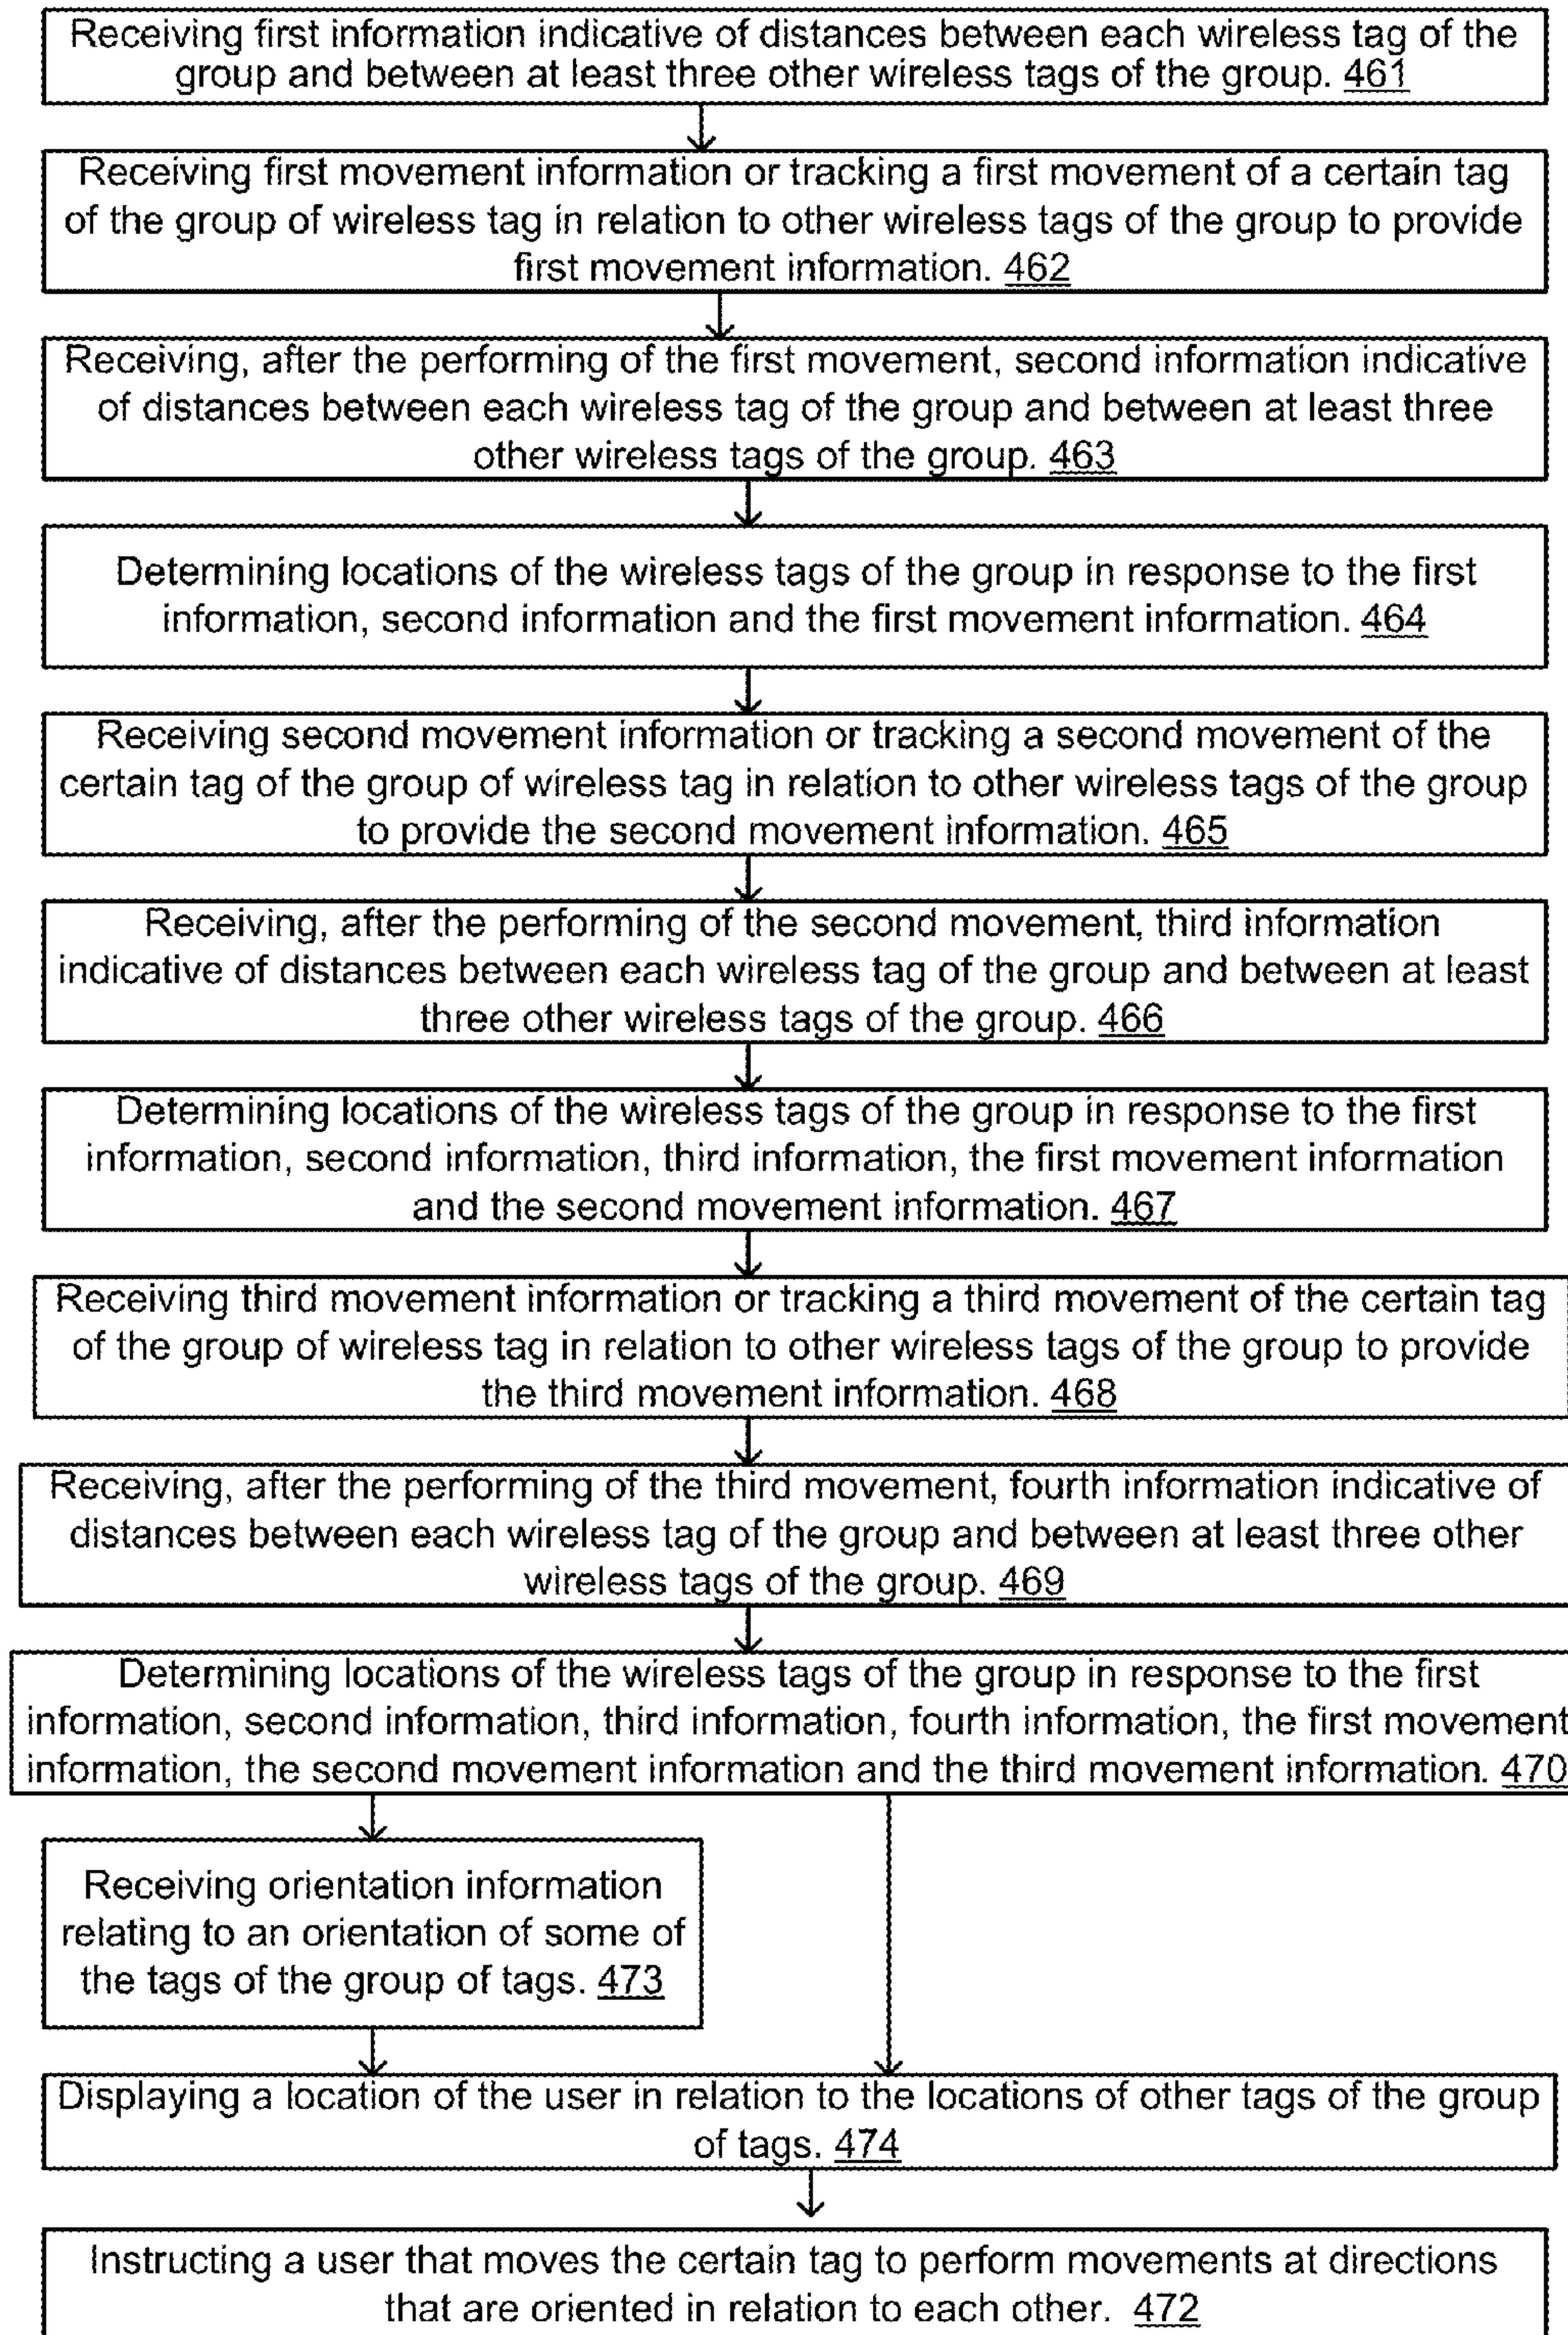 Receiving first information indicative of distances between each wireless tag of the
group and between at least three other wireless tags of the group. 461
Receiving first movement information or tracking a first movement of a certain tag
of the group of wireless tag in relation to other wireless tags of the group to provide
first movement information. 462
Receiving, after the performing of the first movement, second information indicative
of distances between each wireless tag of the group and between at least three
other wireless tags of the group. 463
Determining locations of the wireless tags of the group in response to the first
information, second information and the first movement information. 464
Receiving second movement information or tracking a second movement of the
certain tag of the group of wireless tag in relation to other wireless tags of the group
to provide the second movement information. 465
Receiving, after the performing of the second movement, third information
indicative of distances between each wireless tag of the group and between at least
three other wireless tags of the group. 466
Determining locations of the wireless tags of the group in response to the first
information, second information, third information, the first movement information
and the second movement information. 467
Receiving third movement information or tracking a third movement of the certain tag
of the group of wireless tag in relation to other wireless tags of the group to provide
the third movement information. 468
Receiving, after the performing of the third movement, fourth information indicative of
distances between each wireless tag of the group and between at least three other
wireless tags of the group. 469
Determining locations of the wireless tags of the group in response to the first
information, second information, third information, fourth information, the first movement
information, the second movement information and the third movement information. 470
Receiving orientation information
relating to an orientation of some of
the tags of the group of tags. 473
Displaying a location of the user in relation to the locations of other tags of the group
of tags. 474
Instructing a user that moves the certain tag to perform movements at directions
that are oriented in relation to each other. 472